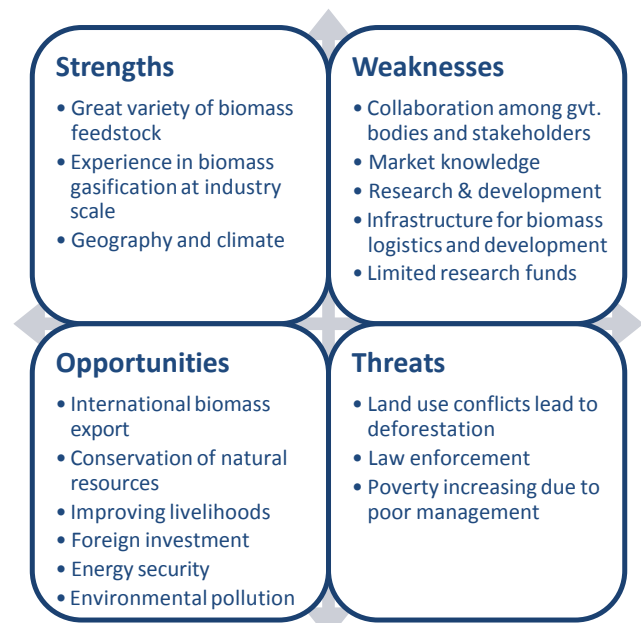 Strengths
• Great variety of biomass
feedstock
• Experience in biomass
gasification at industry
scale
• Geography and climate
Weaknesses
• Collaboration among gvt.
bodies and stakeholders
• Market knowledge
• Research & development
• Infrastructure for biomass
logistics and development
• Limited research funds
Opportunities
• International biomass
export
• Conservation of natural
resources
• Improving livelihoods
• Foreign investment
• Energy security
• Environmental pollution
Threats
• Land use conflicts lead to
deforestation
• Law enforcement
• Poverty increasing due to
poor management